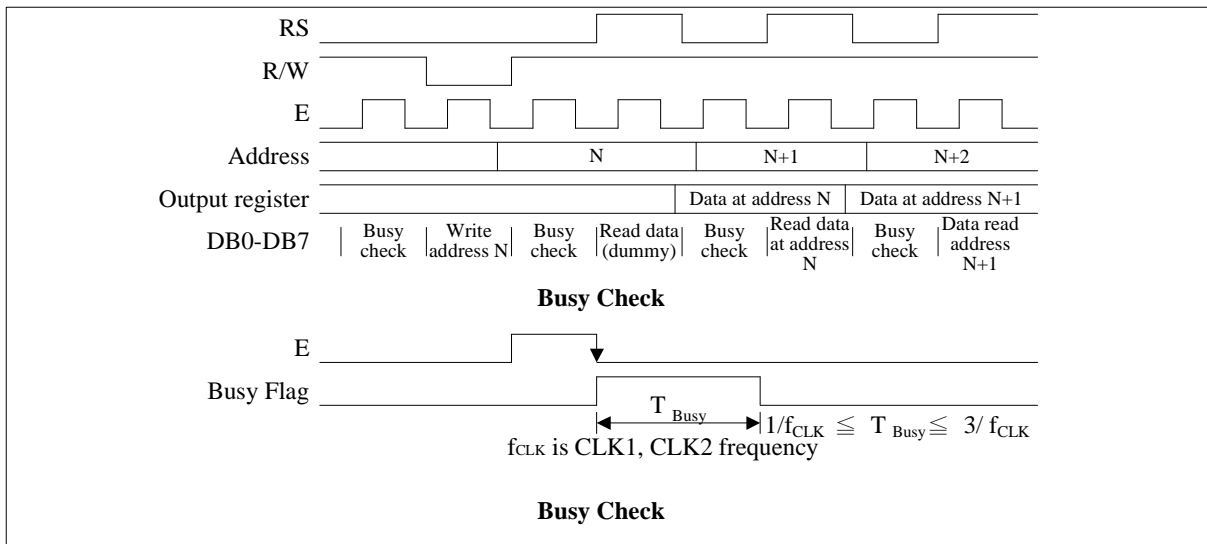 RS
R/W
E
Address N N+1 N+2
Output register Data at address N Data at address N+1
DB0-DB7 Busy check Write address N Busy check Read data (dummy) Busy check Read data at address N Busy check Data read address N+1
Busy Check
E
Busy Flag
T Busy 1/fCLK ≦ T Busy ≦ 3/ fCLK
fCLK is CLK1, CLK2 frequency
Busy Check